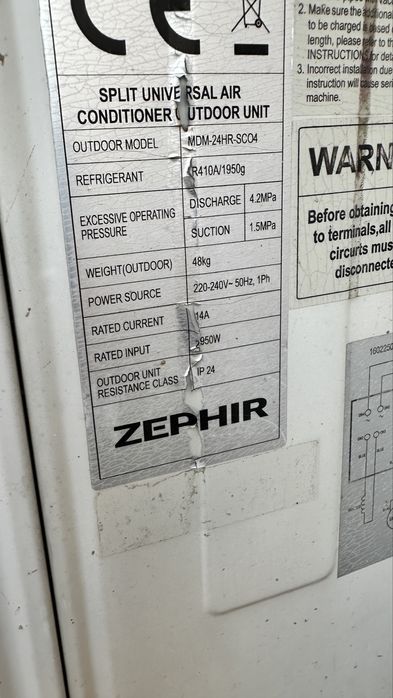 CE
SPLIT UNIVERSAL AIR
CONDITIONER OUTDOOR UNIT
OUTDOOR MODEL MDM-24HR-SCO4
REFRIGERANT R410A/1950g
EXCESSIVE OPERATING
PRESSURE
DISCHARGE 4.2MPa
SUCTION 1.5MPa
WEIGHT(OUTDOOR) 48kg
POWER SOURCE 220-240V~ 50Hz, 1Ph
RATED CURRENT 14A
RATED INPUT 2950W
OUTDOOR UNIT
RESISTANCE CLASS
IP 24
ZEPHIR
2. Make sure the additional
to be charged is based
length, please refer to th
INSTRUCTIONS for deta
3. Incorrect installation due
instruction will cause seri
machine.
WARN
Before obtaining
to terminals,all
circuits mus
disconnecte
1602250